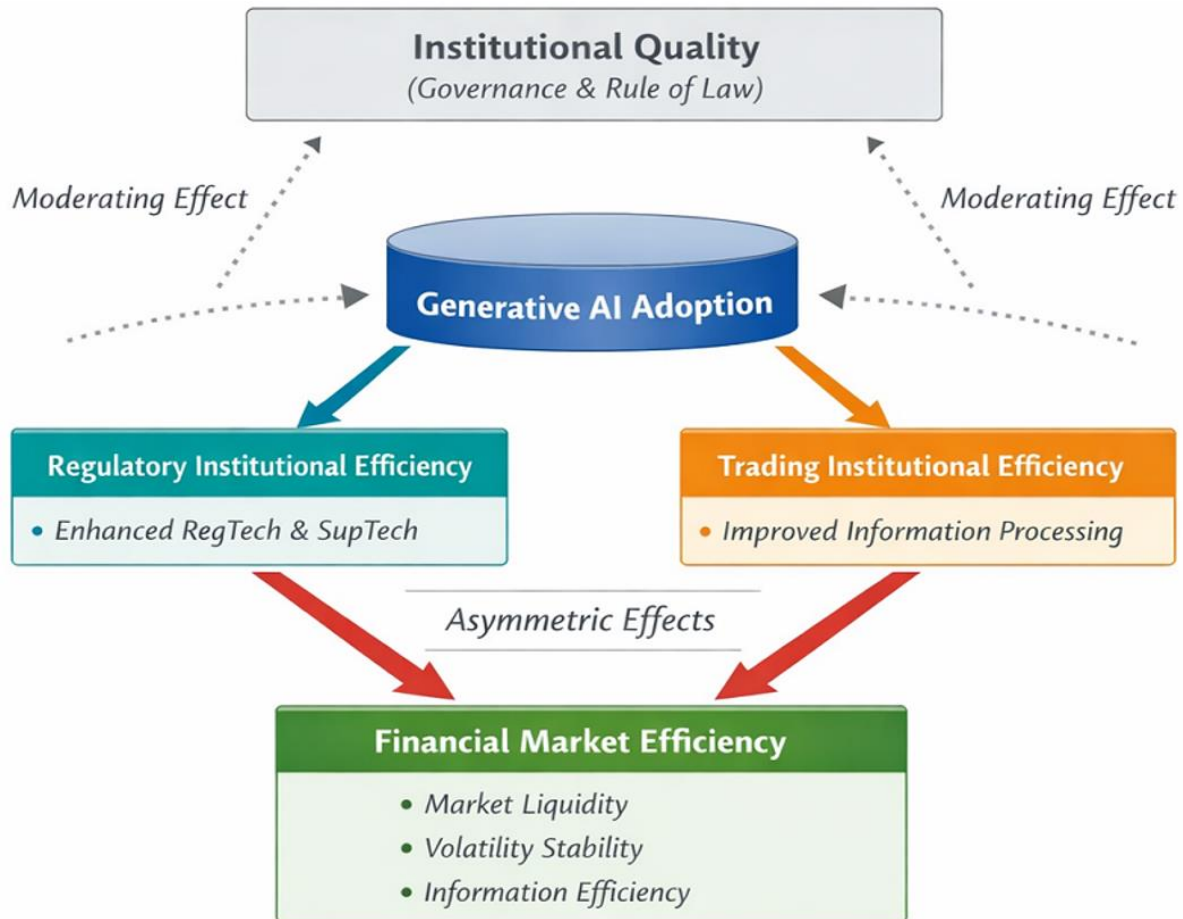 Institutional Quality
(Governance & Rule of Law)
Moderating Effect
Moderating Effect
Generative AI Adoption
Regulatory Institutional Efficiency
• Enhanced RegTech & SupTech
Trading Institutional Efficiency
• Improved Information Processing
Asymmetric Effects
Financial Market Efficiency
• Market Liquidity
• Volatility Stability
• Information Efficiency